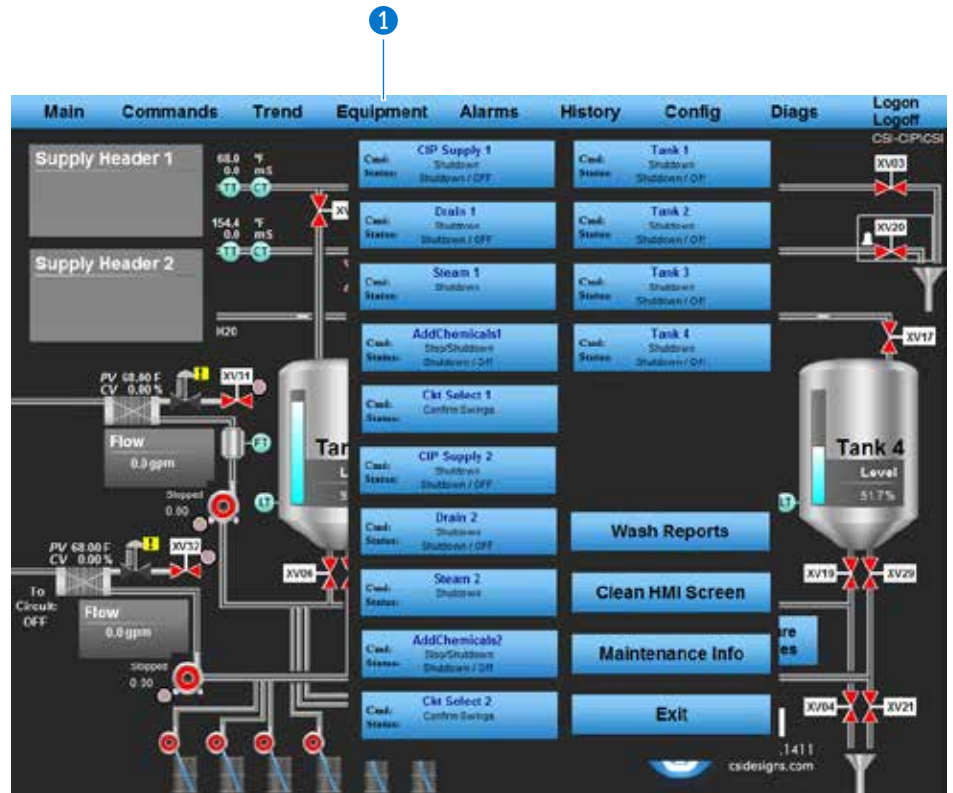 1
Main Commands Trend Equipment Alarms History Config Diags Logon
Logoff
CSI-CIP\CSI
Supply Header 1
68.0 °F
0.0 mS
TT CT
XV03
154.4 °F
0.0 mS
TT CT
XV20
Supply Header 2
H20
XV17
CIP Supply 1
Cmd: Shutdown
Status: Shutdown / OFF
Drain 1
Cmd: Shutdown
Status: Shutdown / OFF
Steam 1
Cmd: Shutdown
Status:
AddChemicals1
Cmd: Stop/Shutdown
Status: Shutdown / Off
Ckt Select 1
Cmd: Confirm Swings
Status:
CIP Supply 2
Cmd: Shutdown
Status: Shutdown / OFF
Drain 2
Cmd: Shutdown
Status: Shutdown / OFF
Steam 2
Cmd: Shutdown
Status:
AddChemicals2
Cmd: Stop/Shutdown
Status: Shutdown / Off
Ckt Select 2
Cmd: Confirm Swings
Status:
Tank 1
Cmd: Shutdown
Status: Shutdown / Off
Tank 2
Cmd: Shutdown
Status: Shutdown / Off
Tank 3
Cmd: Shutdown
Status: Shutdown / Off
Tank 4
Cmd: Shutdown
Status: Shutdown / Off
Wash Reports
Clean HMI Screen
Maintenance Info
Exit
PV 68.00 F
CV 0.00 %
!
XV31
Flow
0.0 gpm
FT
Stopped
0.00
LT
Tan
L
Tank 4
Level
51.7%
LT
PV 68.00 F
CV 0.00 %
!
XV32
To
Circuit:
OFF
Flow
0.0 gpm
Stopped
0.00
XV06
XV19
XV29
XV04
XV21
.1411
csidesigns.com